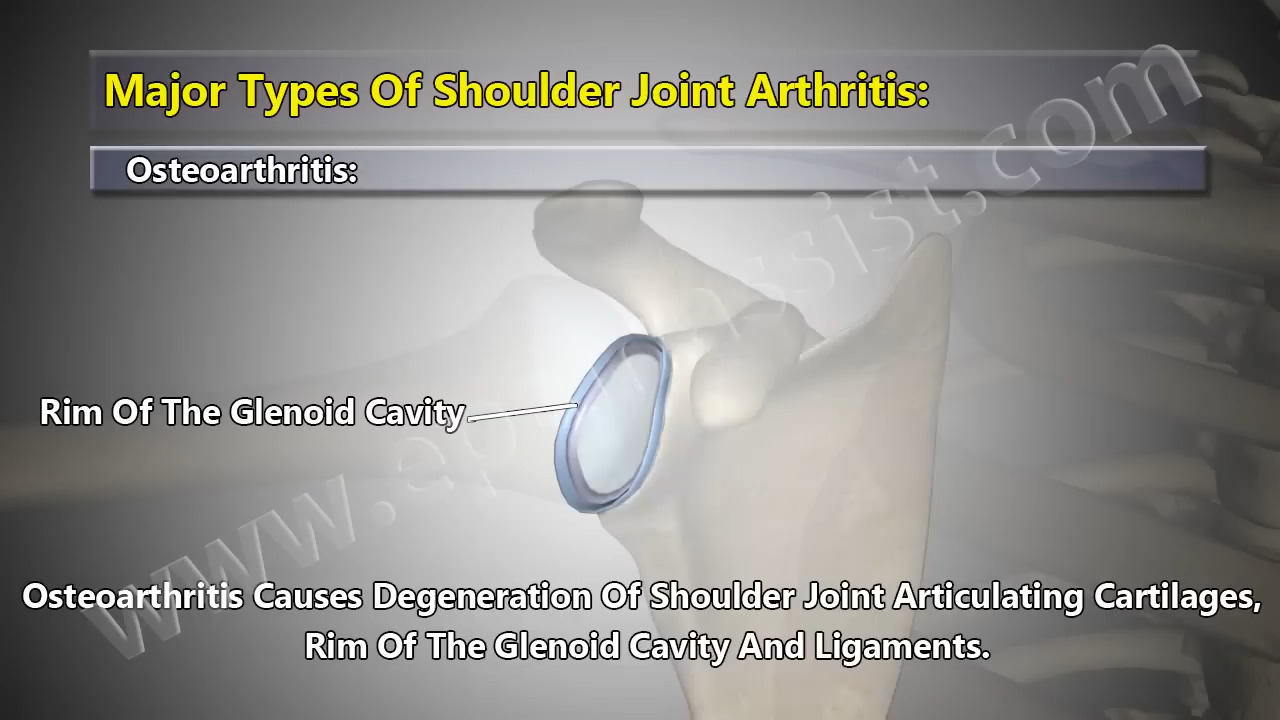 Major Types Of Shoulder Joint Arthritis:
Osteoarthritis:
Rim Of The Glenoid Cavity
Osteoarthritis Causes Degeneration Of Shoulder Joint Articulating Cartilages,
Rim Of The Glenoid Cavity And Ligaments.